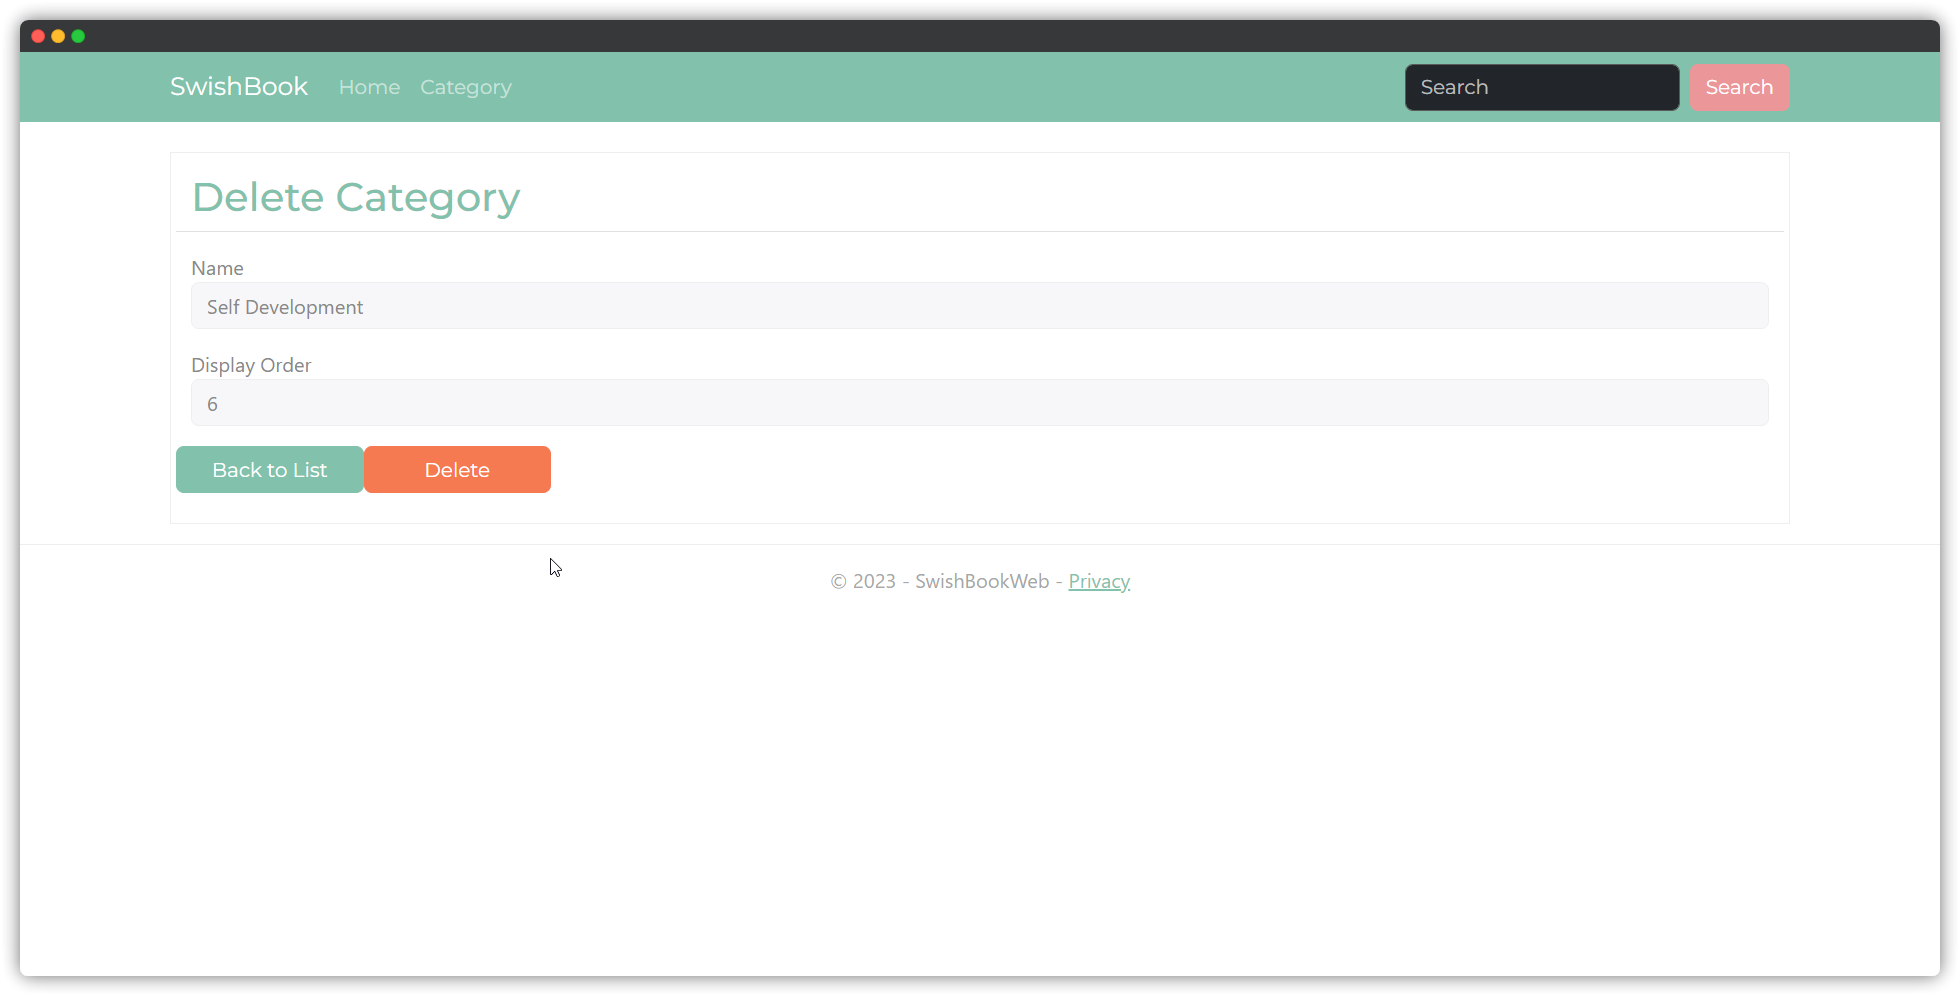 SwishBook Home Category Search Search
Delete Category
Name
Self Development
Display Order
6
Back to List Delete
© 2023 - SwishBookWeb - Privacy